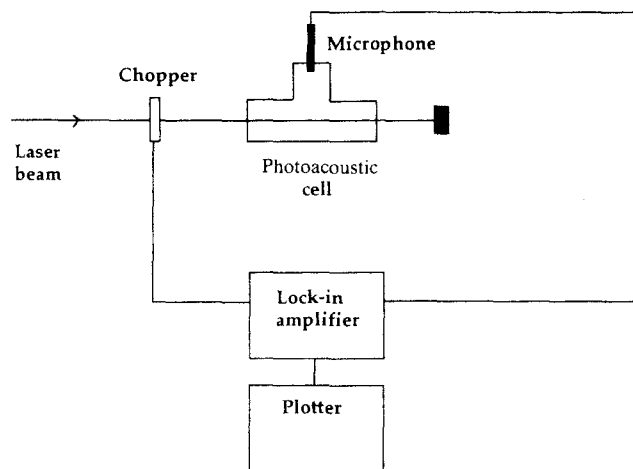 Microphone
Chopper
Laser
beam
Photoacoustic
cell
Lock-in
amplifier
Plotter